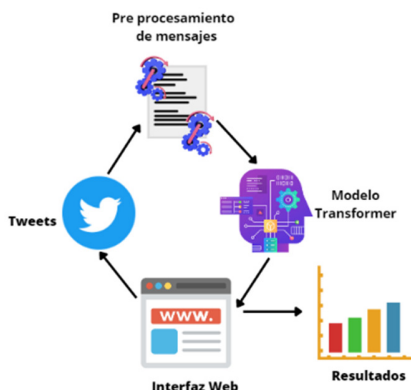 Pre procesamiento
de mensajes
Modelo
Transformer
Tweets
WWW.
Interfaz Web
Resultados